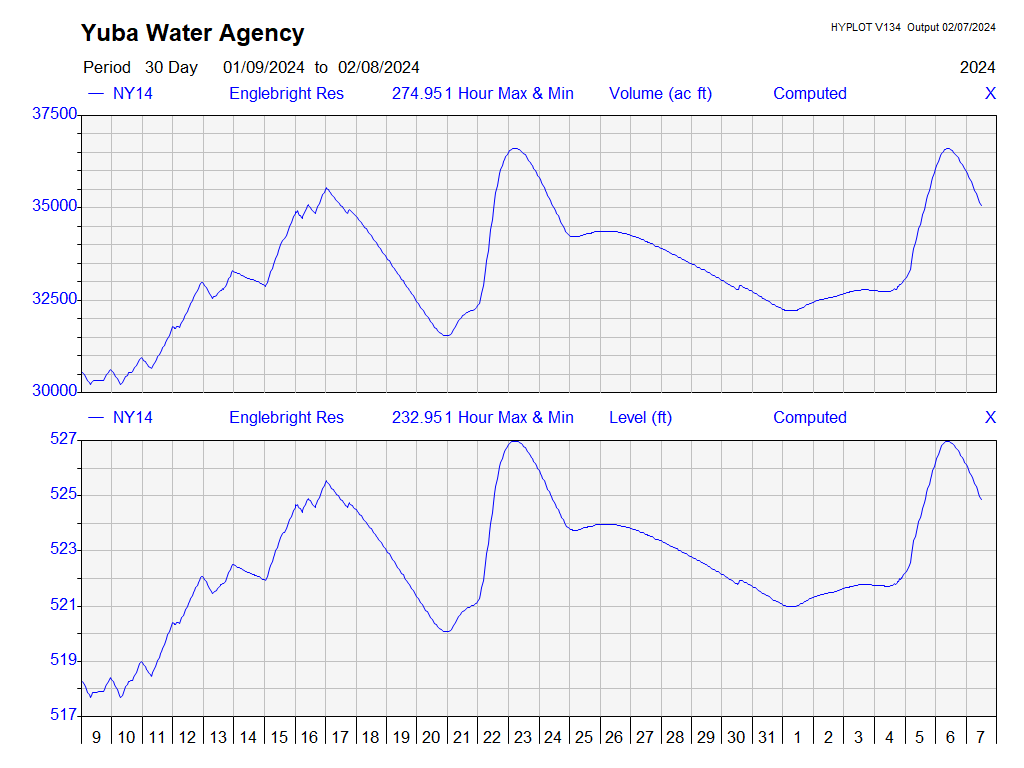 Yuba Water Agency
HYPLOT V134 Output 02/07/2024
Period 30 Day 01/09/2024 to 02/08/2024 2024
NY14 Englebright Res 274.951 Hour Max & Min Volume (ac ft) Computed X
37500
35000
32500
30000
NY14 Englebright Res 232.951 Hour Max & Min Level (ft) Computed X
527
525
523
521
519
517
9 10 11 12 13 14 15 16 17 18 19 20 21 22 23 24 25 26 27 28 29 30 31 1 2 3 4 5 6 7